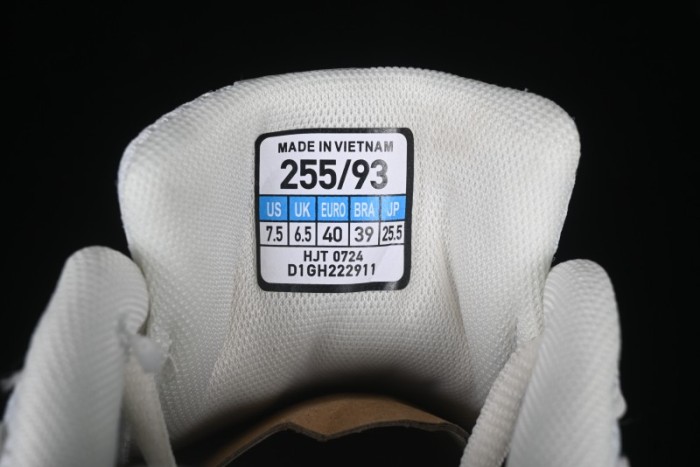 MADE IN VIETNAM
255/93
US UK EURO BRA JP
7.5 6.5 40 39 25.5
HJT 0724
D1GH222911